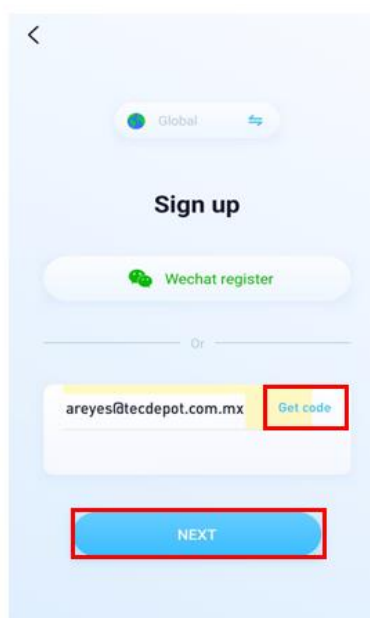 Global
Sign up
Wechat register
Or
areyes@tecdepot.com.mx Get code
NEXT